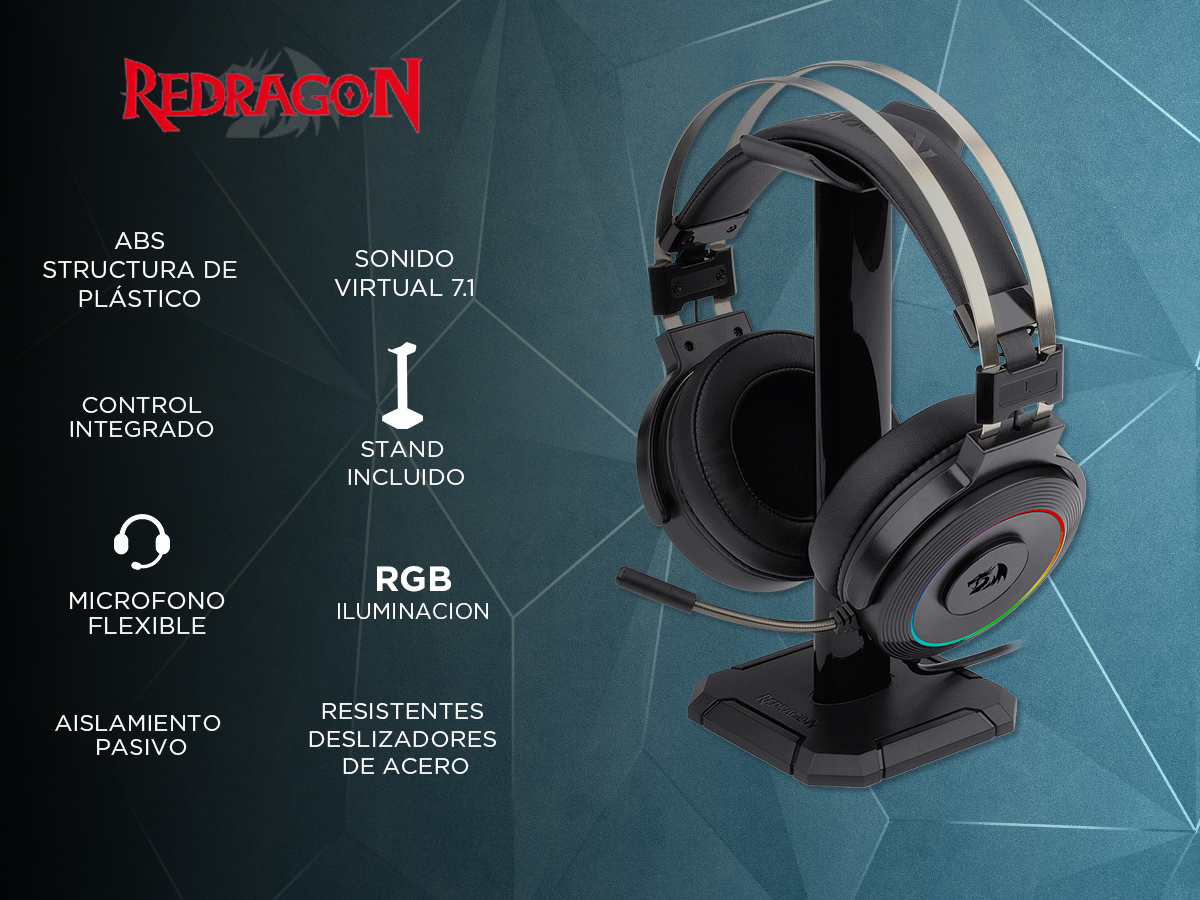 REDRAGON
ABS
STRUCTURA DE
PLÁSTICO
SONIDO
VIRTUAL 7.1
CONTROL
INTEGRADO
STAND
INCLUIDO
MICROFONO
FLEXIBLE
RGB
ILUMINACION
AISLAMIENTO
PASIVO
RESISTENTES
DESLIZADORES
DE ACERO
REDRAGON